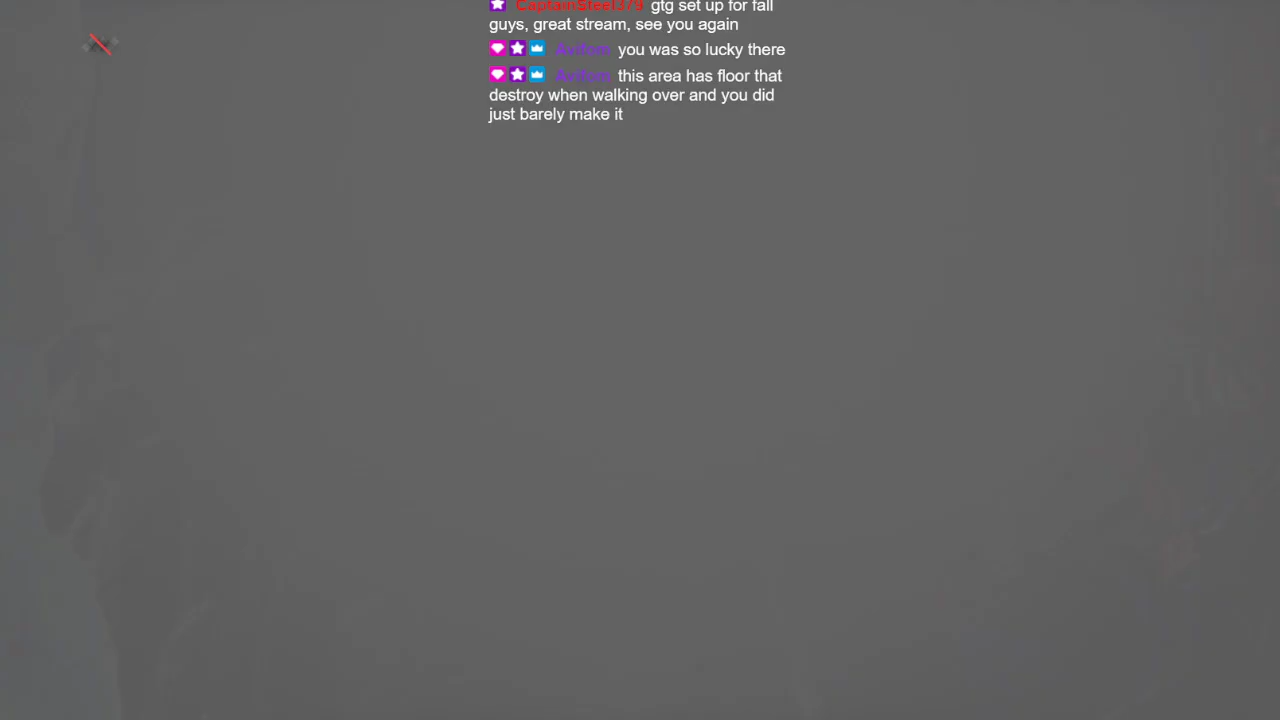 CaptainSteel379 gtg set up for fall
guys, great stream, see you again
you was so lucky there
this area has floor that
destroy when walking over and you did
just barely make it